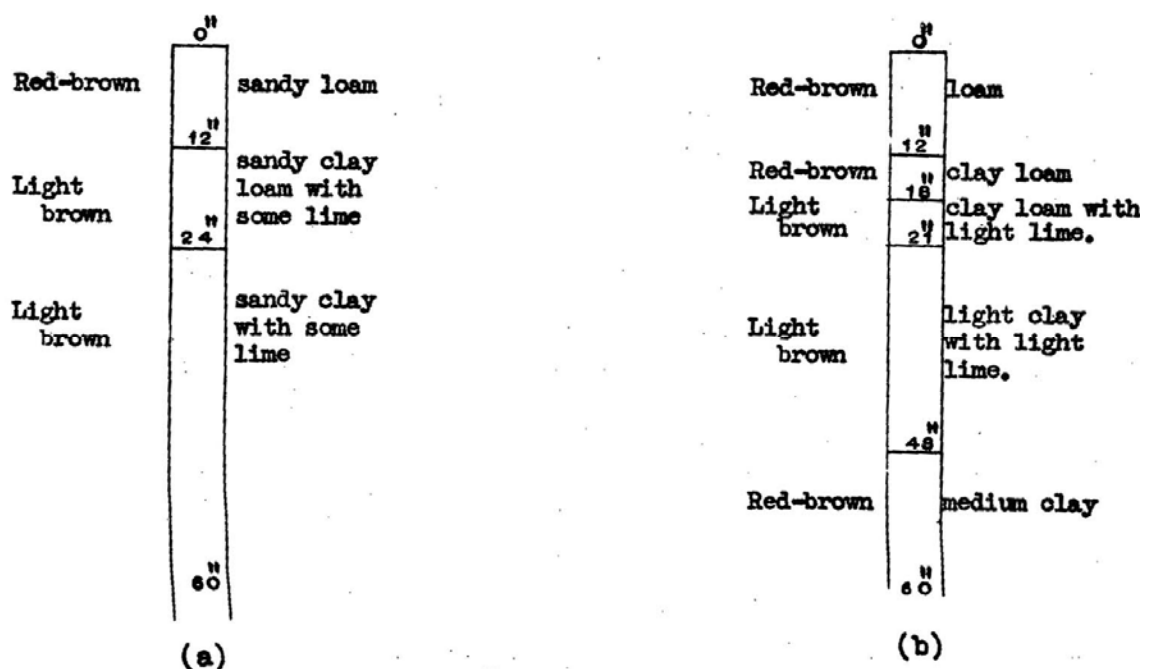 0"
Red-brown
sandy loam
12"
Light
brown
sandy clay
loam with
some lime
24"
Light
brown
sandy clay
with some
lime
60"
(a)
0"
Red-brown
loam
12"
Red-brown
clay loam
18"
Light
brown
clay loam with
light lime.
21"
Light
brown
light clay
with light
lime.
48"
Red-brown
medium clay
60"
(b)